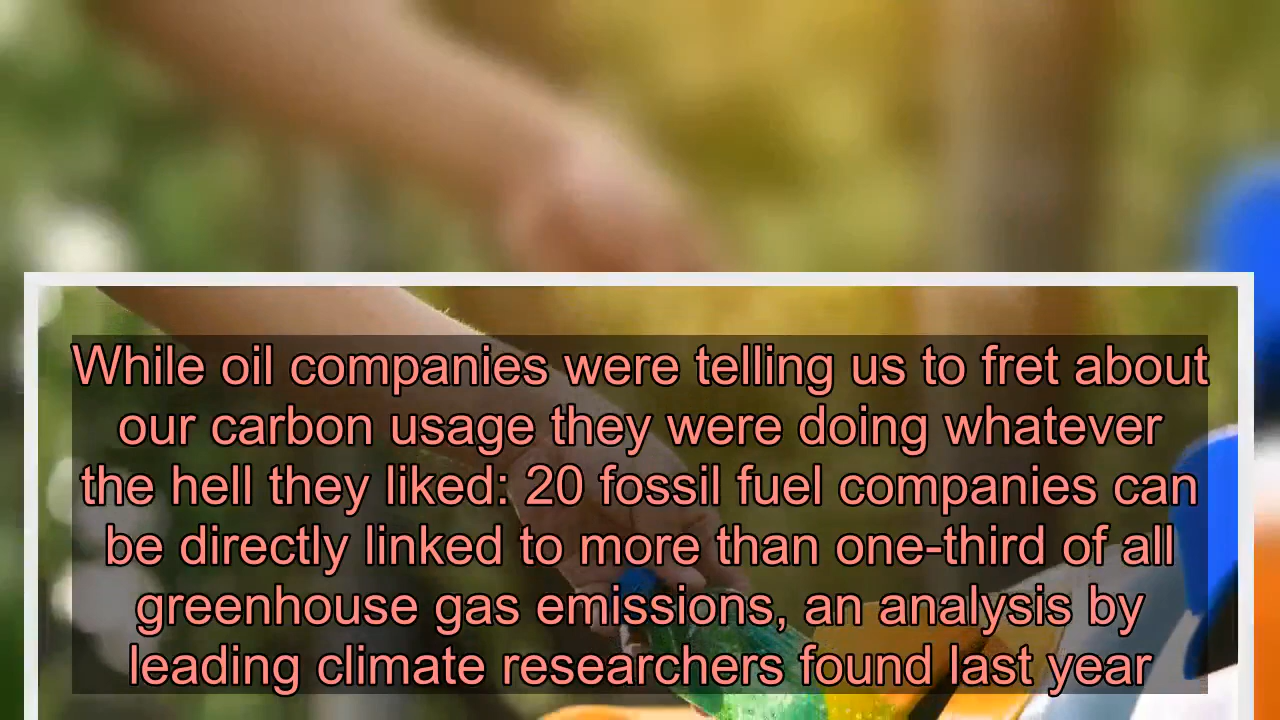 While oil companies were telling us to fret about
our carbon usage they were doing whatever
the hell they liked: 20 fossil fuel companies can
be directly linked to more than one-third of all
greenhouse gas emissions, an analysis by
leading climate researchers found last year